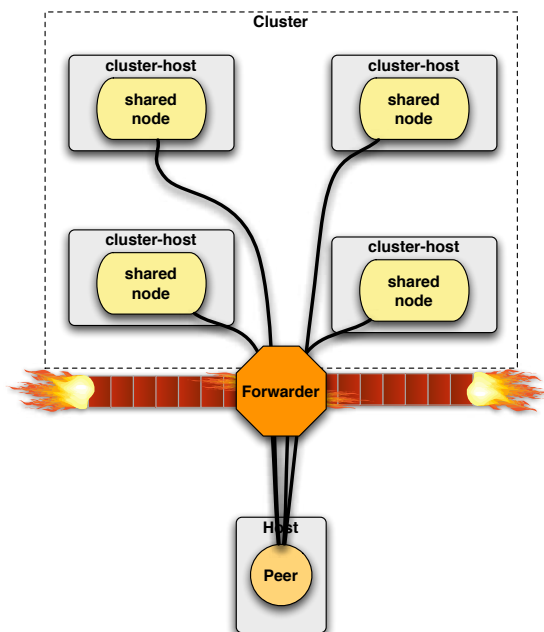 Cluster
cluster-host
shared
node
cluster-host
shared
node
cluster-host
shared
node
cluster-host
shared
node
Forwarder
Host
Peer